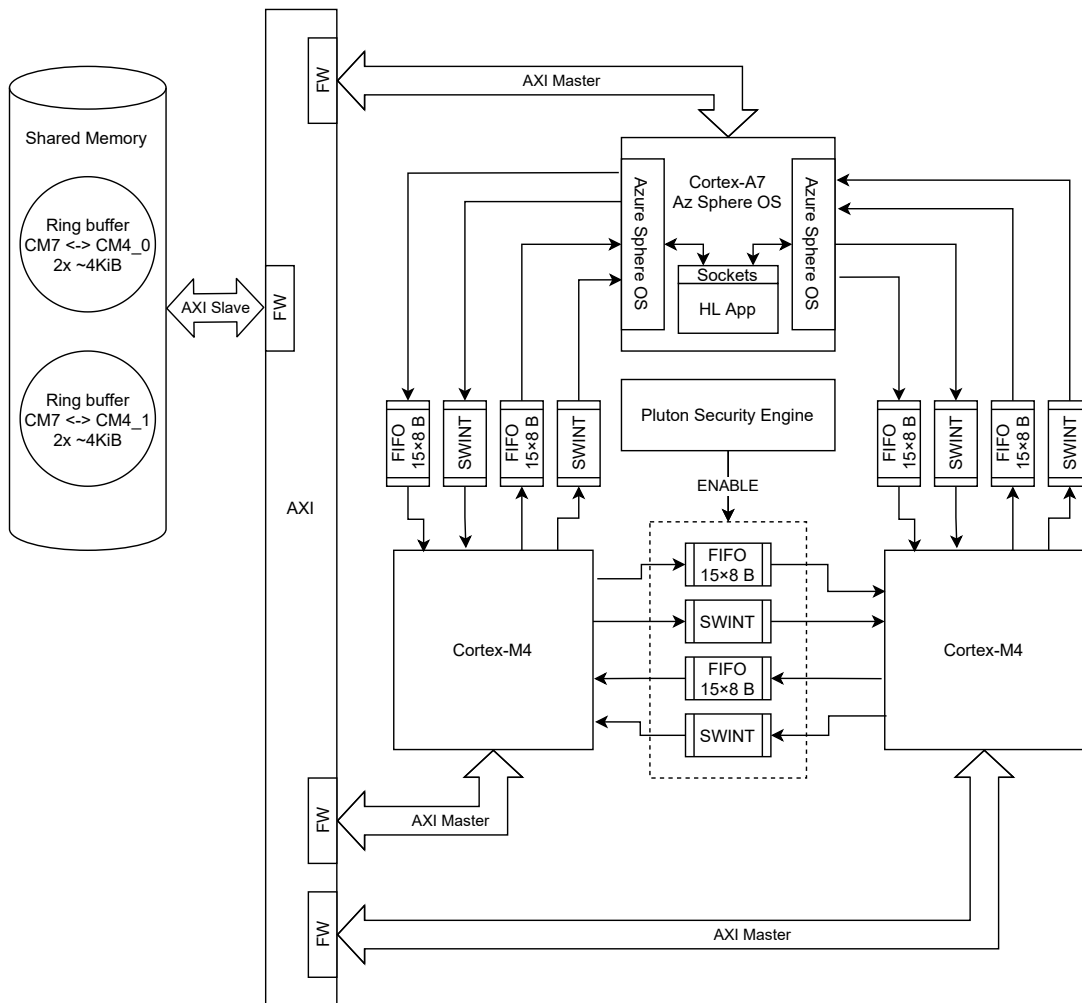 FW
AXI Master
Shared Memory
Ring buffer
CM7 <-> CM4_0
2x ~4KiB
Ring buffer
CM7 <-> CM4_1
2x ~4KiB
AXI Slave
FW
AXI
Cortex-A7
Az Sphere OS
Azure Sphere OS
Azure Sphere OS
Sockets
HL App
FIFO
15×8 B
SWINT
FIFO
15×8 B
SWINT
Pluton Security Engine
ENABLE
FIFO
15×8 B
SWINT
FIFO
15×8 B
SWINT
Cortex-M4
FIFO
15×8 B
SWINT
FIFO
15×8 B
SWINT
Cortex-M4
FW
AXI Master
FW
AXI Master